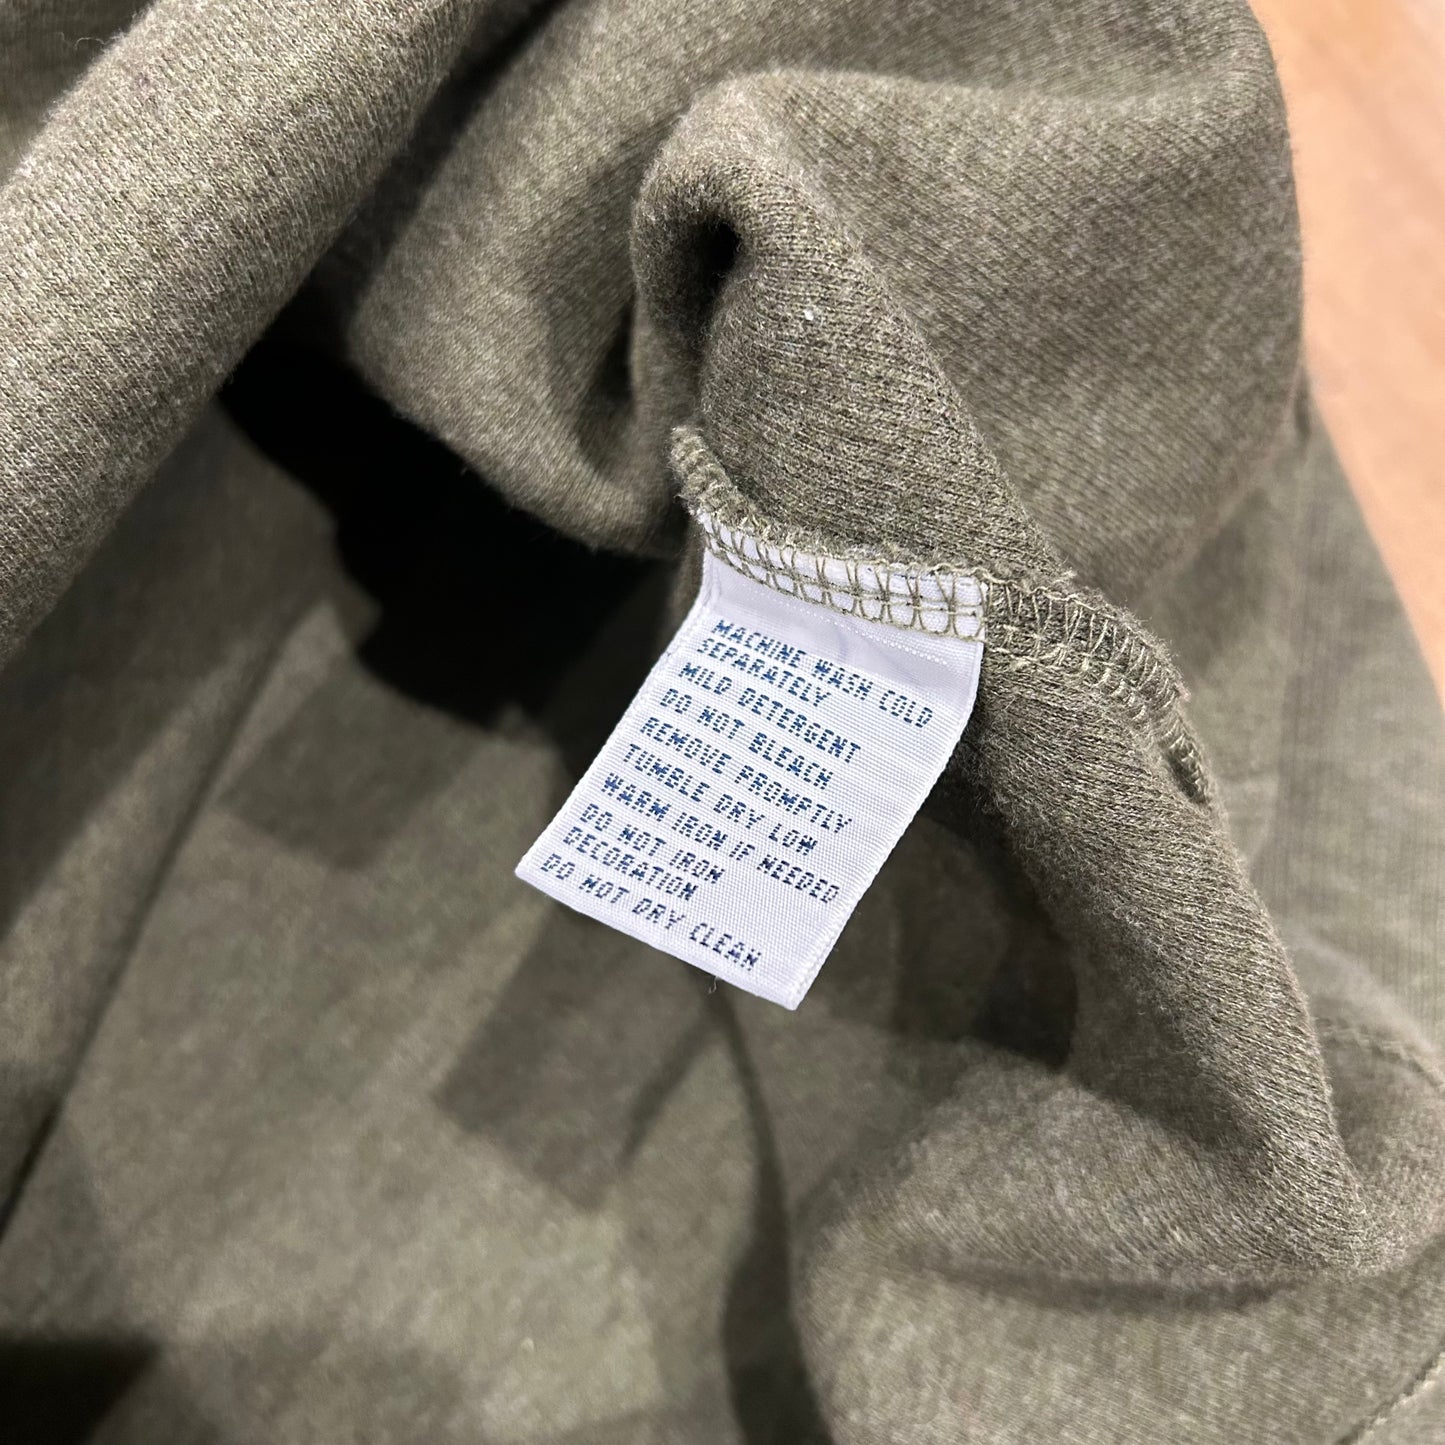 MACHINE WASH COLD
SEPARATELY
MILD DETERGENT
DO NOT BLEACH
REMOVE PROMPTLY
TUMBLE DRY LOW
WARM IRON IF NEEDED
DO NOT IRON
DECORATION
DO NOT DRY CLEAN